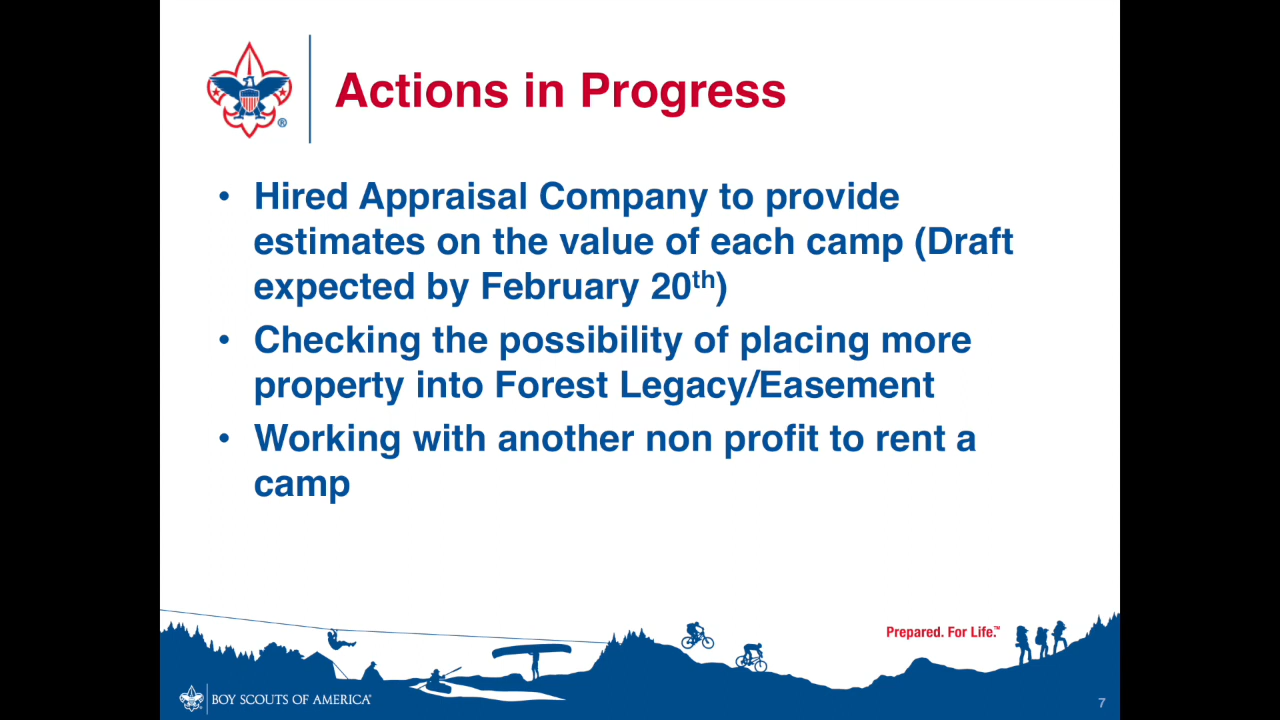 Actions in Progress
®
• Hired Appraisal Company to provide
estimates on the value of each camp (Draft
expected by February 20th)
• Checking the possibility of placing more
property into Forest Legacy/Easement
• Working with another non profit to rent a
camp
Prepared. For Life.™
BOY SCOUTS OF AMERICA®
7